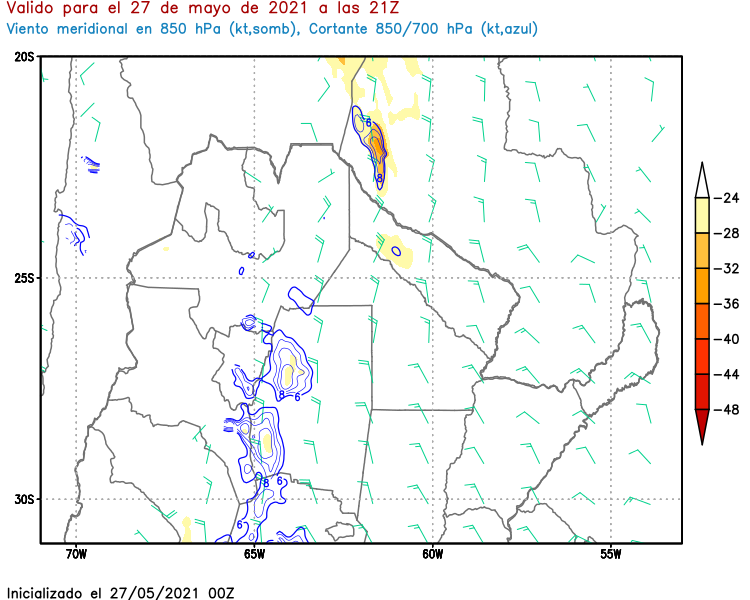 Valido para el 27 de mayo de 2021 a las 21Z
Viento meridional en 850 hPa (kt,somb), Cortante 850/700 hPa (kt,azul)
20S
25S
30S
70W
65W
60W
55W
6
8
8
6
8
6
6
-24
-28
-32
-36
-40
-44
-48
Inicializado el 27/05/2021 00Z